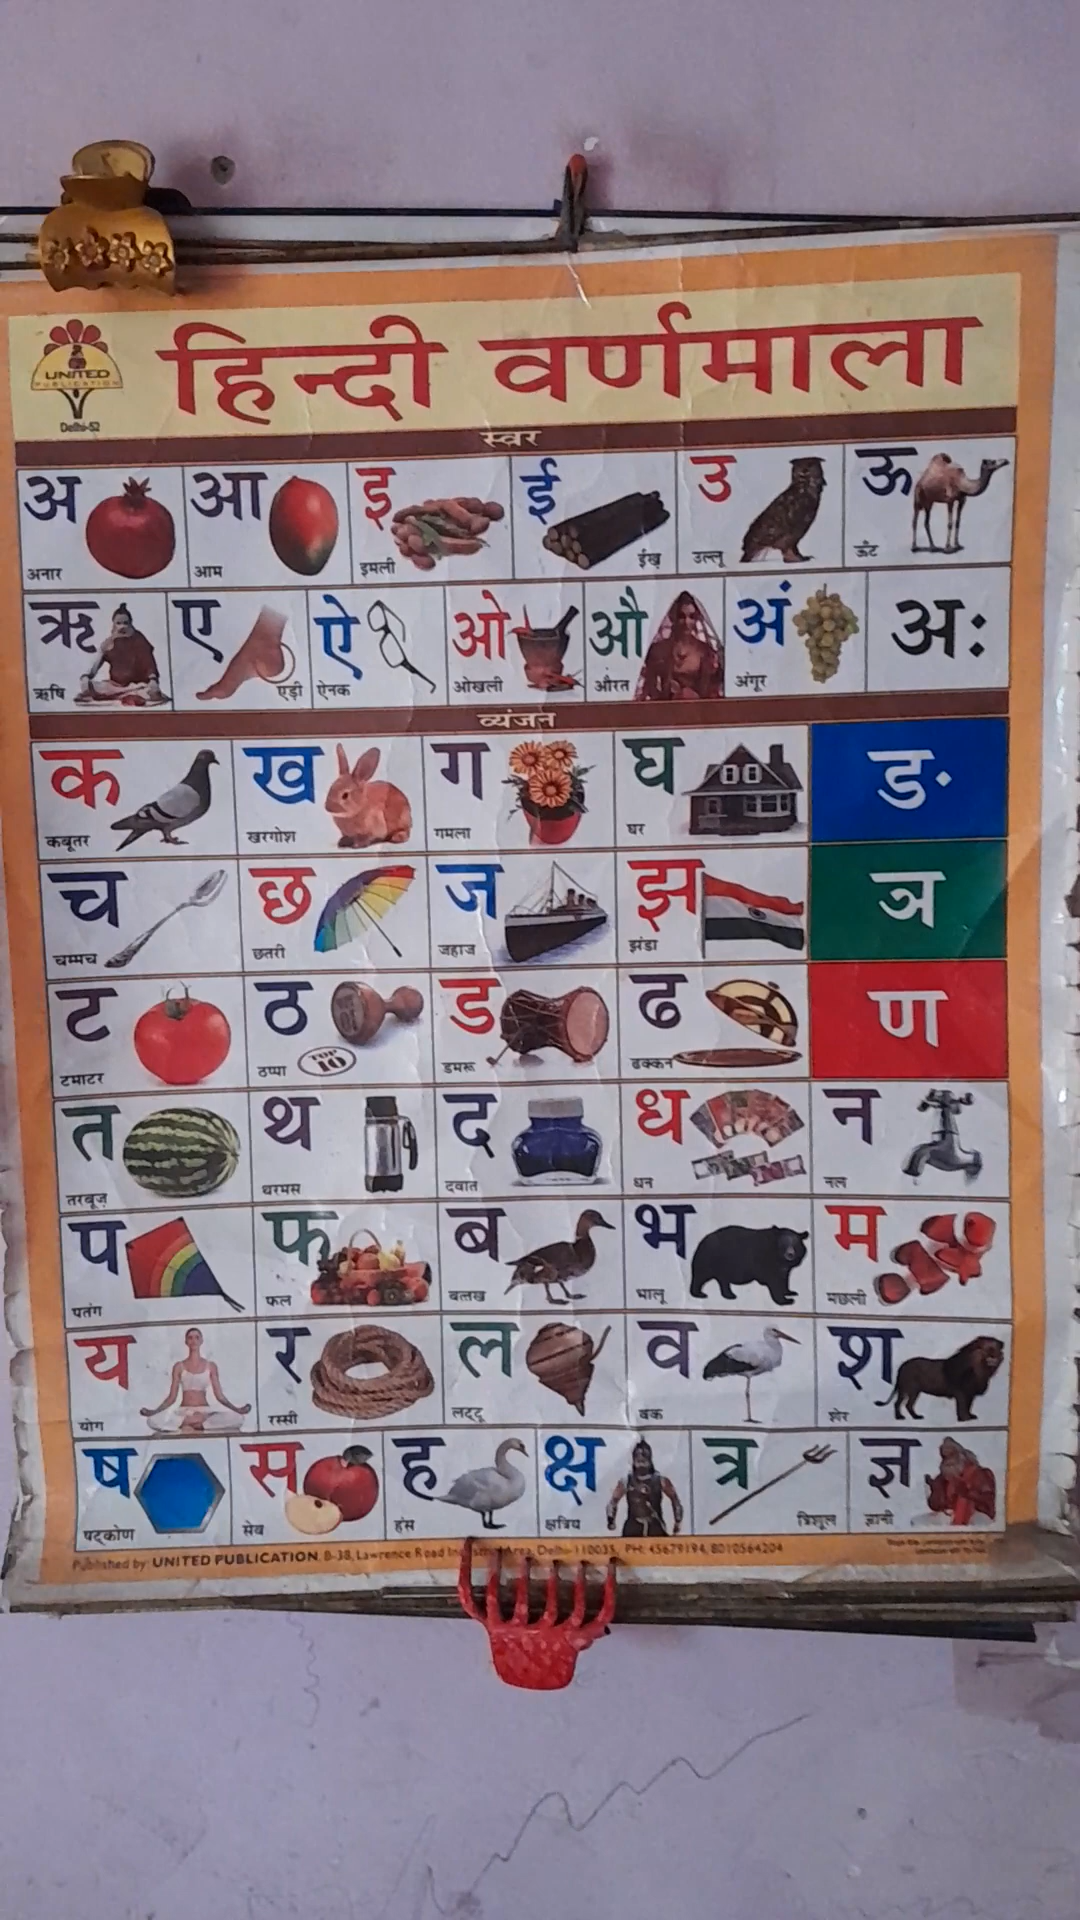 UNITED
PUBLICATION
Delhi-52
हिन्दी वर्णमाला
स्वर
अ आ इ ई उ ऊ
अनार आम इमली ईख उल्लू ऊँट
ऋ ए ऐ ओ औ अं अः
ऋषि एड़ी ऐनक ओखली औरत अंगूर
व्यंजन
क ख ग घ ङ
कबूतर खरगोश गमला घर
च छ ज झ ञ
चम्मच छतरी जहाज झंडा
ट ठ ड ढ ण
TOP 10
टमाटर ठप्पा डमरू ढक्कन
त थ द ध न
तरबूज़ थरमस दवात धन नल
प फ ब भ म
पतंग फल बतख भालू मछली
य र ल व श
योग रस्सी लट्टू बक शेर
ष स ह क्ष त्र ज्ञ
षट्कोण सेब हंस क्षत्रिय त्रिशूल ज्ञानी
Published by: UNITED PUBLICATION, B-38, Lawrence Road Industrial Area, Delhi-110035, PH: 45679194, 8010564204